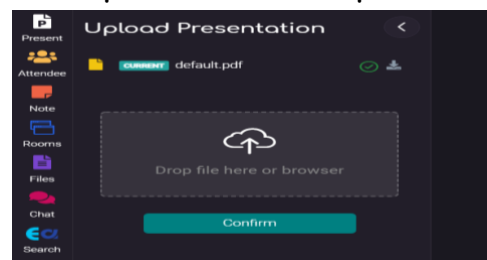 Present
Attendee
Note
Rooms
Files
Chat
Search
Upload Presentation
CURRENT default.pdf
Drop file here or browser
Confirm